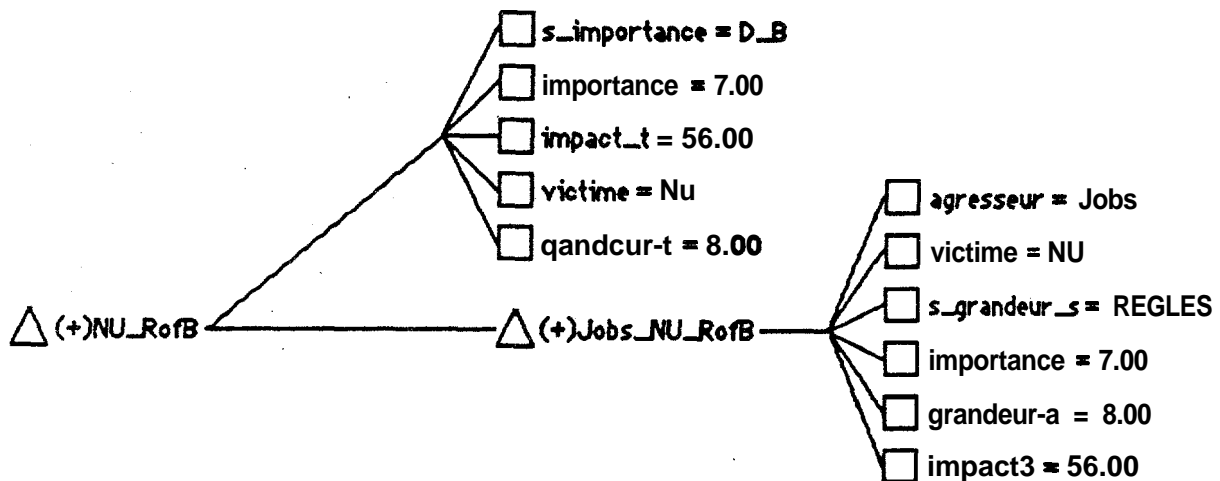 s_importance = D_B
importance = 7.00
impact_t = 56.00
victime = Nu
qandcur-t = 8.00
(+)NU_RofB
(+)Jobs_NU_RofB
agresseur = Jobs
victime = NU
s_grandeur_s = REGLES
importance = 7.00
grandeur-a = 8.00
impact3 = 56.00